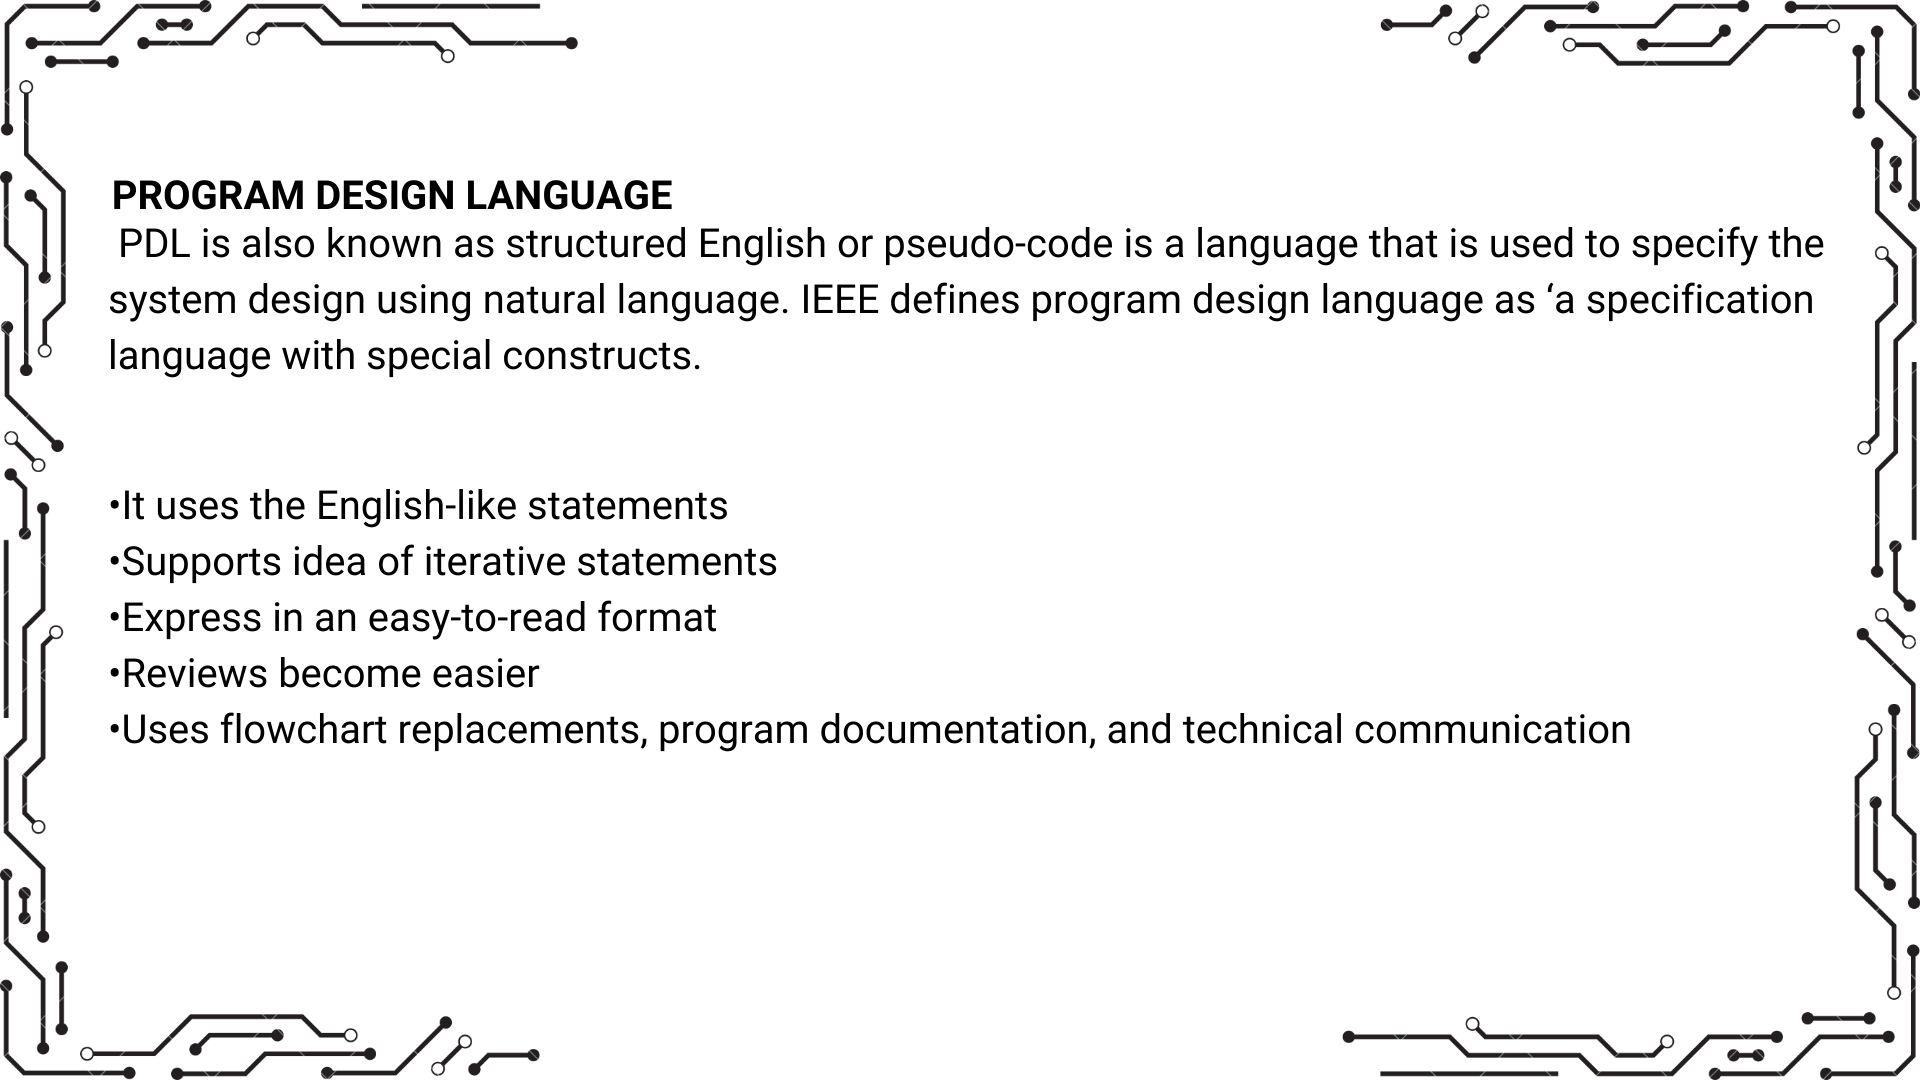 PROGRAM DESIGN LANGUAGE
PDL is also known as structured English or pseudo-code is a language that is used to specify the
system design using natural language. IEEE defines program design language as ‘a specification
language with special constructs.
•It uses the English-like statements
•Supports idea of iterative statements
•Express in an easy-to-read format
•Reviews become easier
•Uses flowchart replacements, program documentation, and technical communication